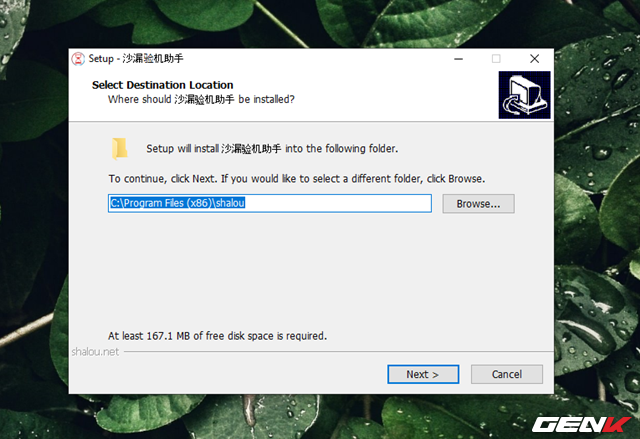 Setup - 沙漏验机助手
Select Destination Location
Where should 沙漏验机助手 be installed?
Setup will install 沙漏验机助手 into the following folder.
To continue, click Next. If you would like to select a different folder, click Browse.
C:\Program Files (x86)\shalou
Browse...
At least 167.1 MB of free disk space is required.
shalou.net
Next >
Cancel
GENK